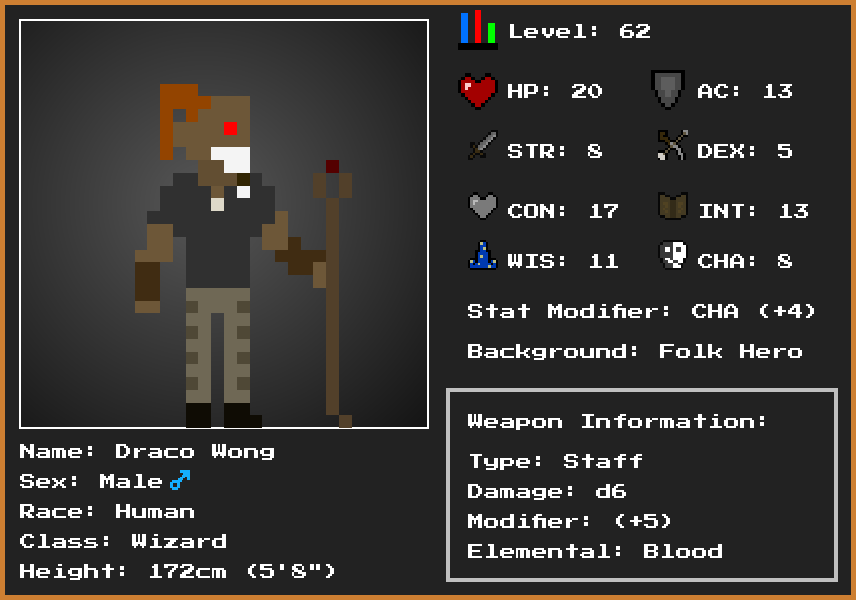 Level: 62
HP: 20 AC: 13
STR: 8 DEX: 5
CON: 17 INT: 13
WIS: 11 CHA: 8
Stat Modifier: CHA (+4)
Background: Folk Hero
Weapon Information:
Type: Staff
Damage: d6
Modifier: (+5)
Elemental: Blood
Name: Draco Wong
Sex: Male ♂
Race: Human
Class: Wizard
Height: 172cm (5'8")